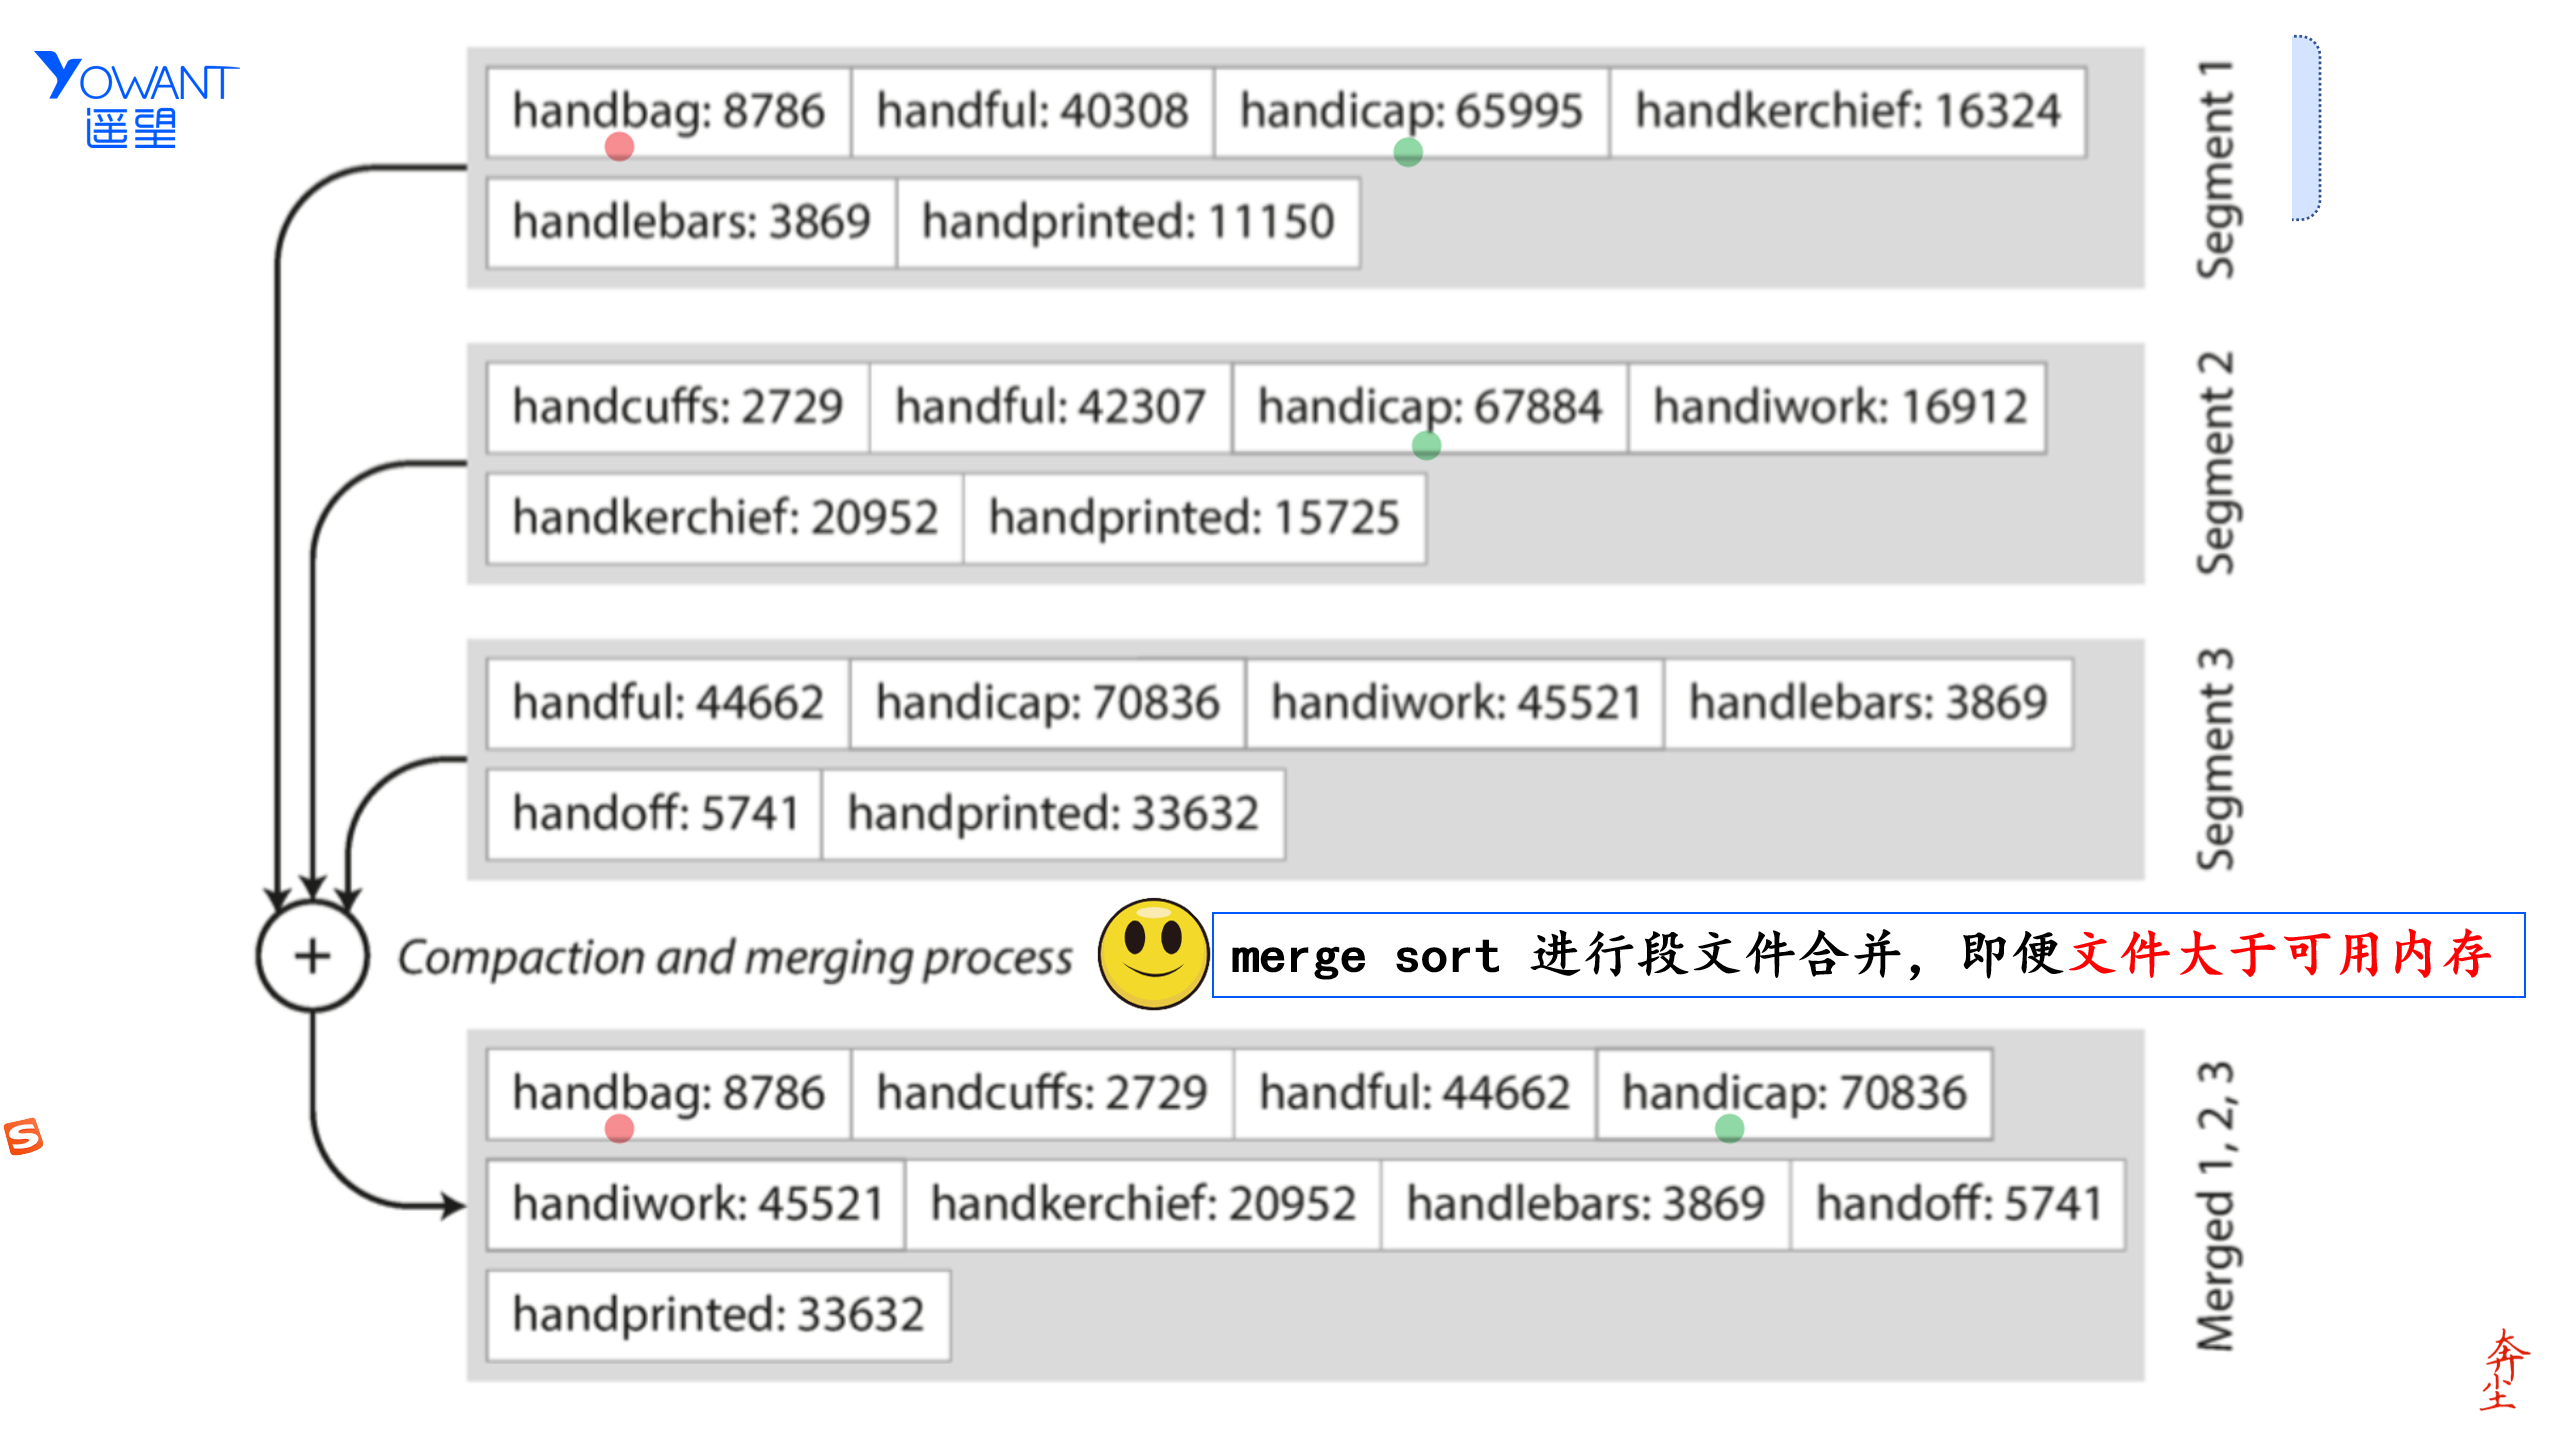 YOWANT
遥望
handbag: 8786 handful: 40308 handicap: 65995 handkerchief: 16324
handlebars: 3869 handprinted: 11150
Segment 1
handcuffs: 2729 handful: 42307 handicap: 67884 handiwork: 16912
handkerchief: 20952 handprinted: 15725
Segment 2
handful: 44662 handicap: 70836 handiwork: 45521 handlebars: 3869
handoff: 5741 handprinted: 33632
Segment 3
+
Compaction and merging process
merge sort 进行段文件合并，即便文件大于可用内存
handbag: 8786 handcuffs: 2729 handful: 44662 handicap: 70836
handiwork: 45521 handkerchief: 20952 handlebars: 3869 handoff: 5741
handprinted: 33632
Merged 1, 2, 3
S
奔尘